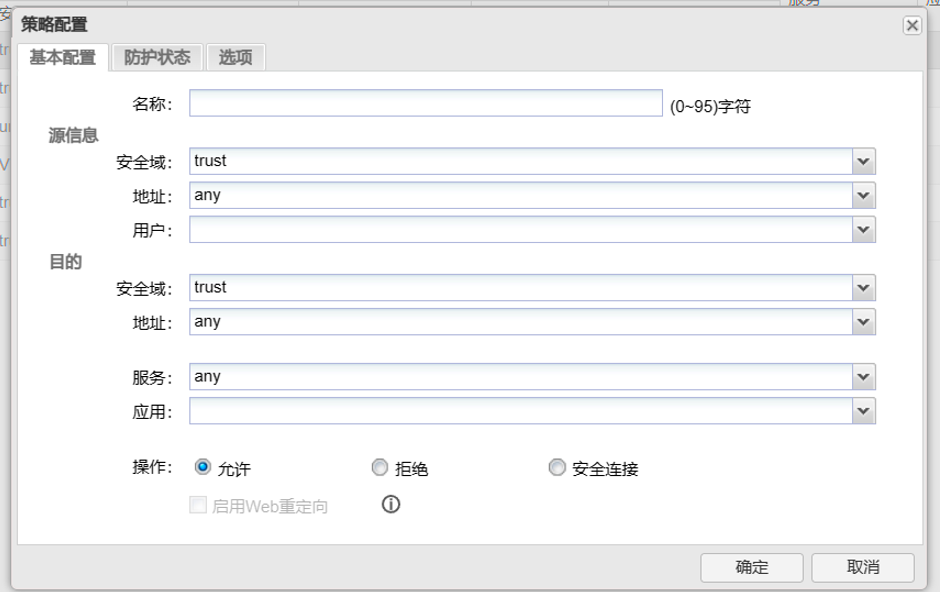 策略配置
基本配置 防护状态 选项
名称： (0~95)字符
源信息
安全域： trust
地址： any
用户：
目的
安全域： trust
地址： any
服务： any
应用：
操作： 允许 拒绝 安全连接
启用Web重定向
确定 取消